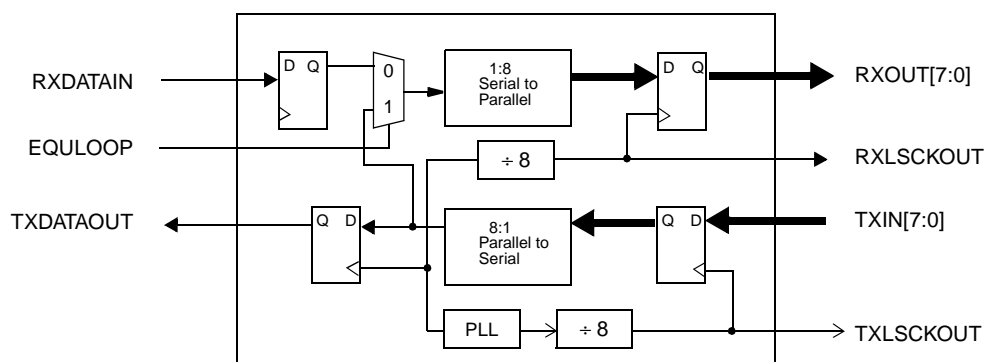 RXDATAIN
D Q
0
1
1:8
Serial to
Parallel
D Q
RXOUT[7:0]
EQULOOP
÷ 8
RXLSCKOUT
TXDATAOUT
Q D
8:1
Parallel to
Serial
Q D
TXIN[7:0]
PLL
÷ 8
TXLSCKOUT